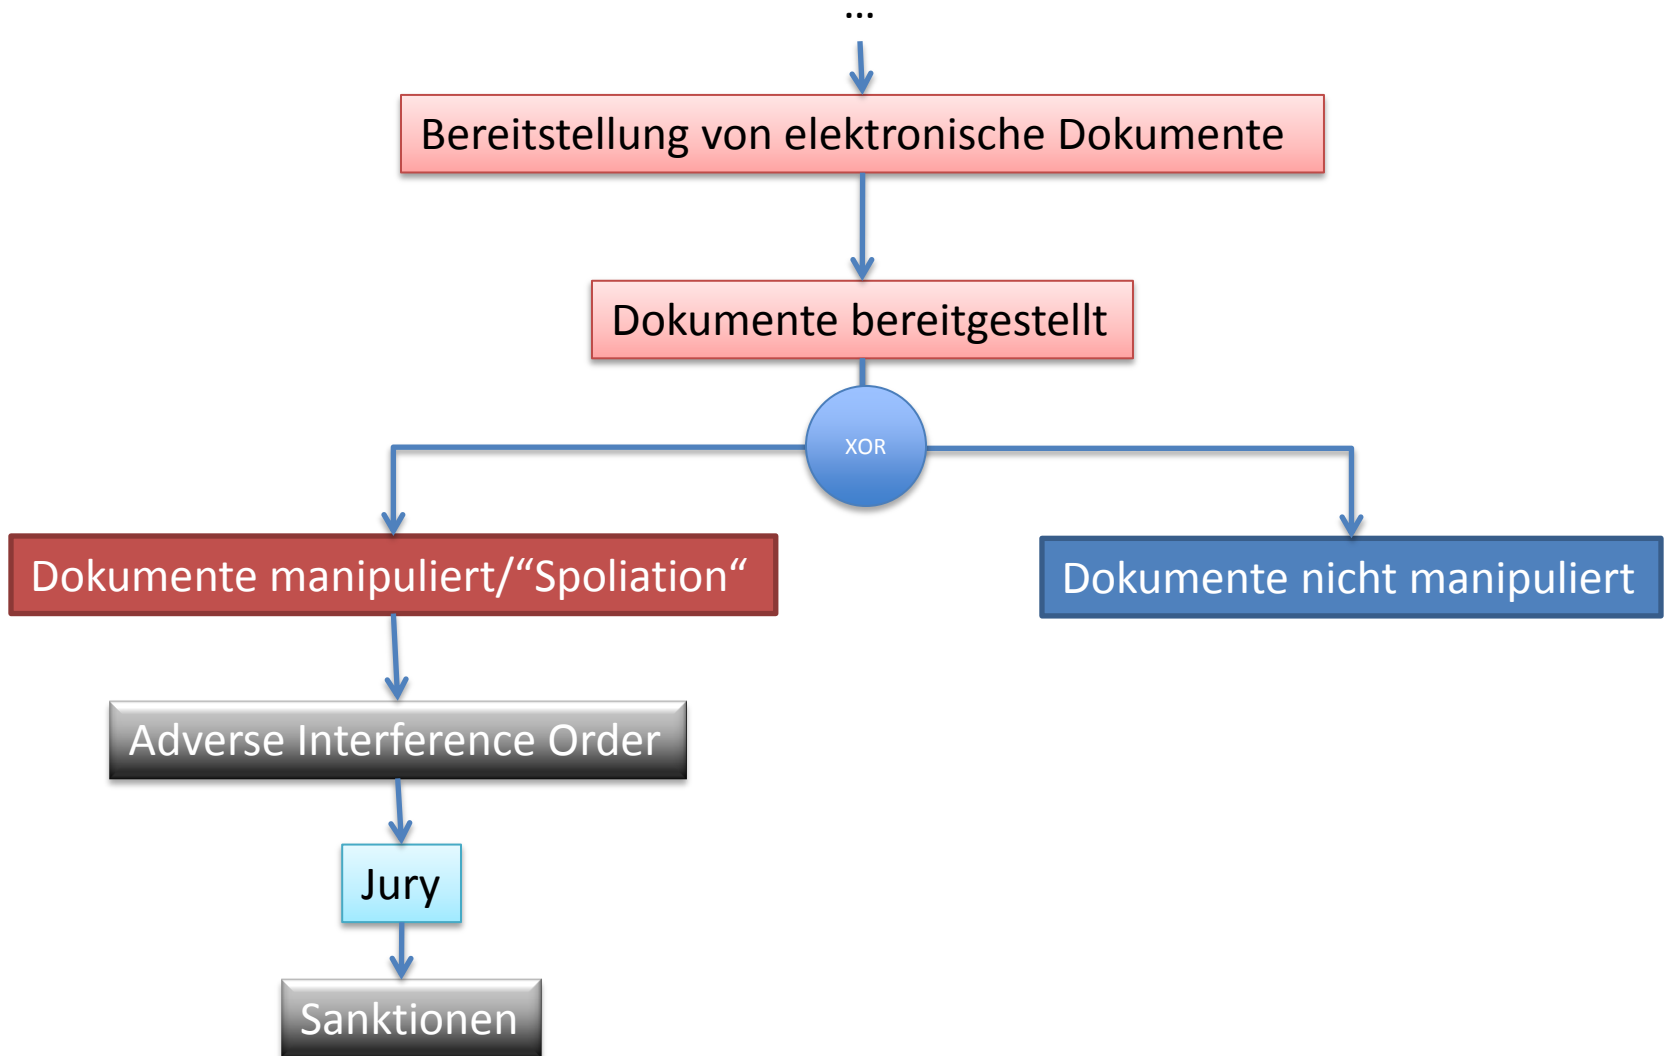 ...
Bereitstellung von elektronische Dokumente
Dokumente bereitgestellt
XOR
Dokumente manipuliert/“Spoliation“
Dokumente nicht manipuliert
Adverse Interference Order
Jury
Sanktionen